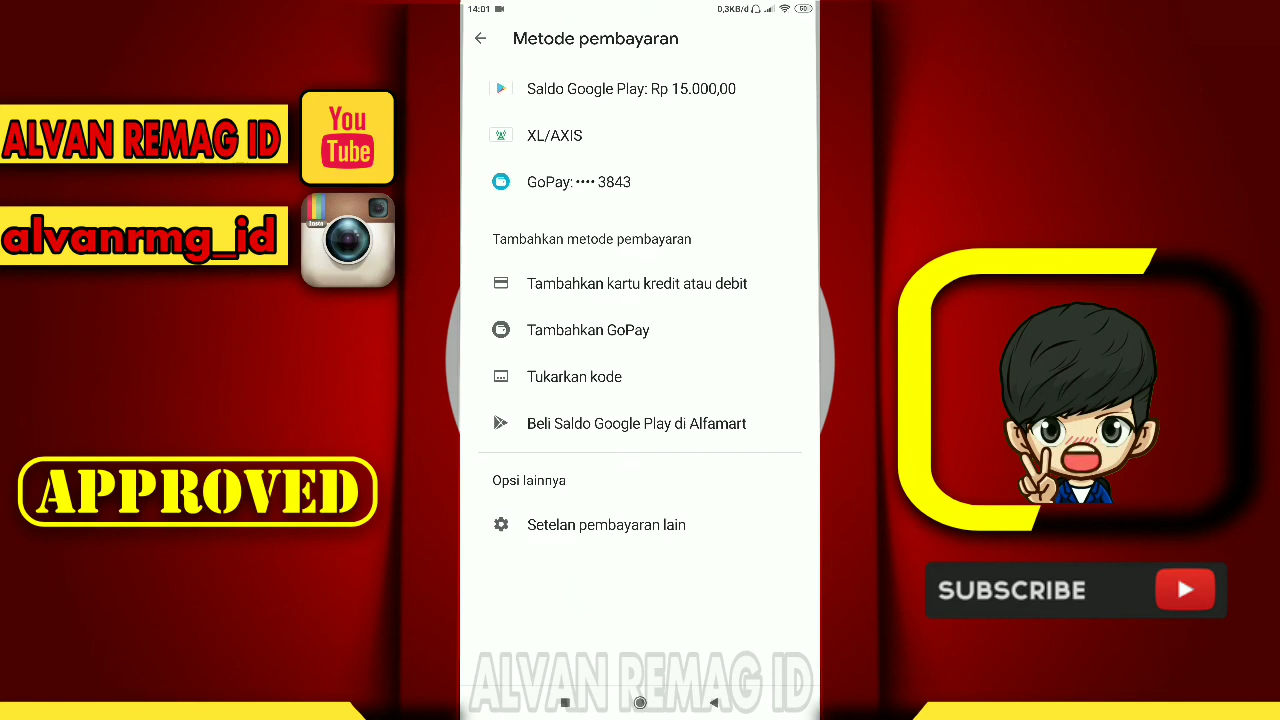 14:01
0,3KB/d
50
Metode pembayaran
Saldo Google Play: Rp 15.000,00
XL/AXIS
GoPay: •••• 3843
Tambahkan metode pembayaran
Tambahkan kartu kredit atau debit
Tambahkan GoPay
Tukarkan kode
Beli Saldo Google Play di Alfamart
Opsi lainnya
Setelan pembayaran lain
ALVAN REMAG ID
ALVAN REMAG ID
You
Tube
alvanrmg_id
Insta
APPROVED
SUBSCRIBE